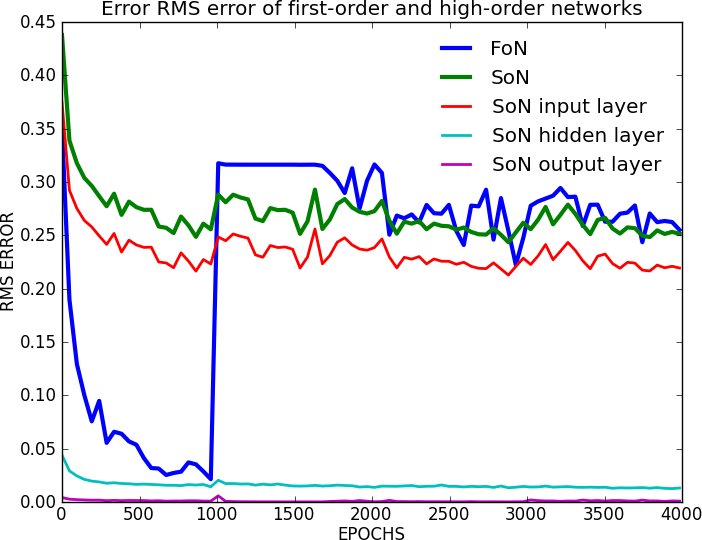 Error RMS error of first-order and high-order networks
0.45
0.40
0.35
0.30
0.25
0.20
0.15
0.10
0.05
0.00
RMS ERROR
FoN
SoN
SoN input layer
SoN hidden layer
SoN output layer
0 500 1000 1500 2000 2500 3000 3500 4000
EPOCHS